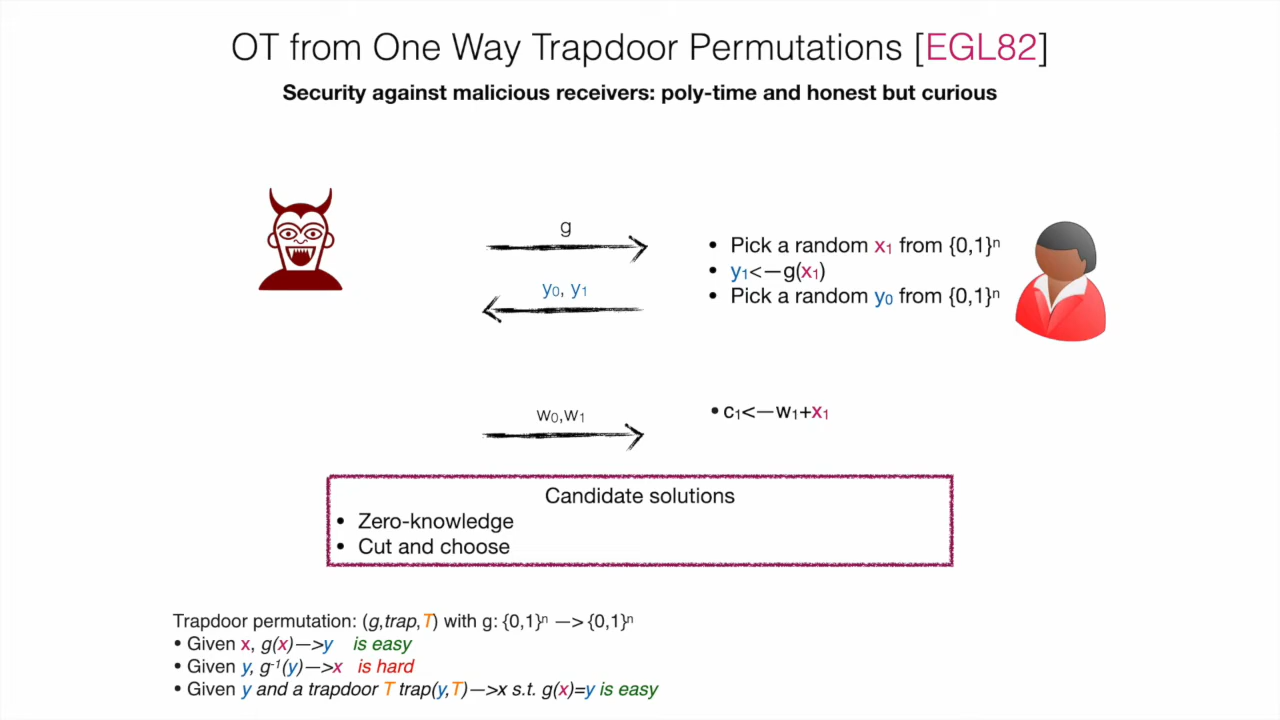 OT from One Way Trapdoor Permutations [EGL82]
Security against malicious receivers: poly-time and honest but curious
g
• Pick a random x₁ from {0,1}ⁿ
• y₁<—g(x₁)
y₀, y₁
• Pick a random y₀ from {0,1}ⁿ
w₀,w₁
• c₁<—w₁+x₁
Candidate solutions
• Zero-knowledge
• Cut and choose
Trapdoor permutation: (g,trap,T) with g: {0,1}ⁿ —> {0,1}ⁿ
• Given x, g(x)—>y is easy
• Given y, g⁻¹(y)—>x is hard
• Given y and a trapdoor T trap(y,T)—>x s.t. g(x)=y is easy